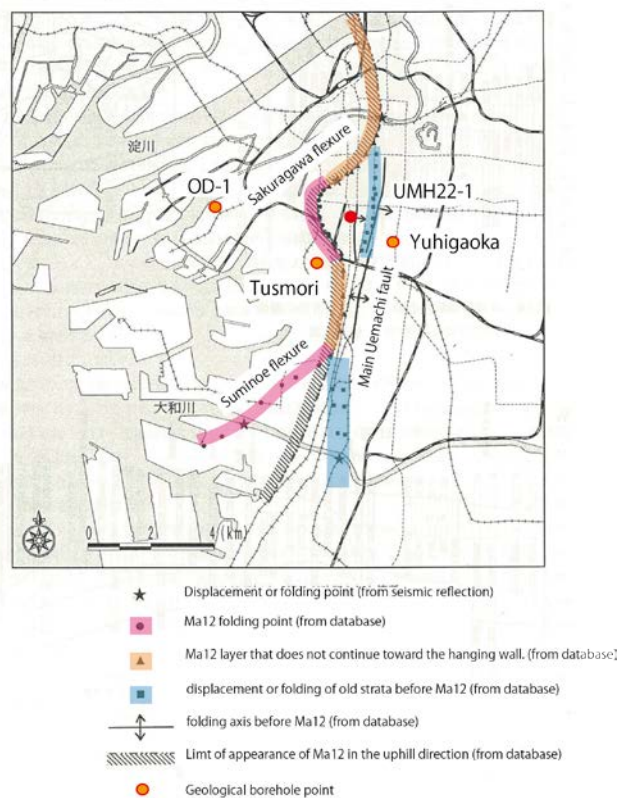 淀川
Sakuragawa flexure
OD-1
UMH22-1
Yuhigaoka
Tusmori
Main Uemachi fault
Suminoe flexure
大和川
0 2 4 (km)
Displacement or folding point (from seismic reflection)
Ma12 folding point (from database)
Ma12 layer that does not continue toward the hanging wall. (from database)
displacement or folding of old strata before Ma12 (from database)
folding axis before Ma12 (from database)
Limt of appearance of Ma12 in the uphill direction (from database)
Geological borehole point